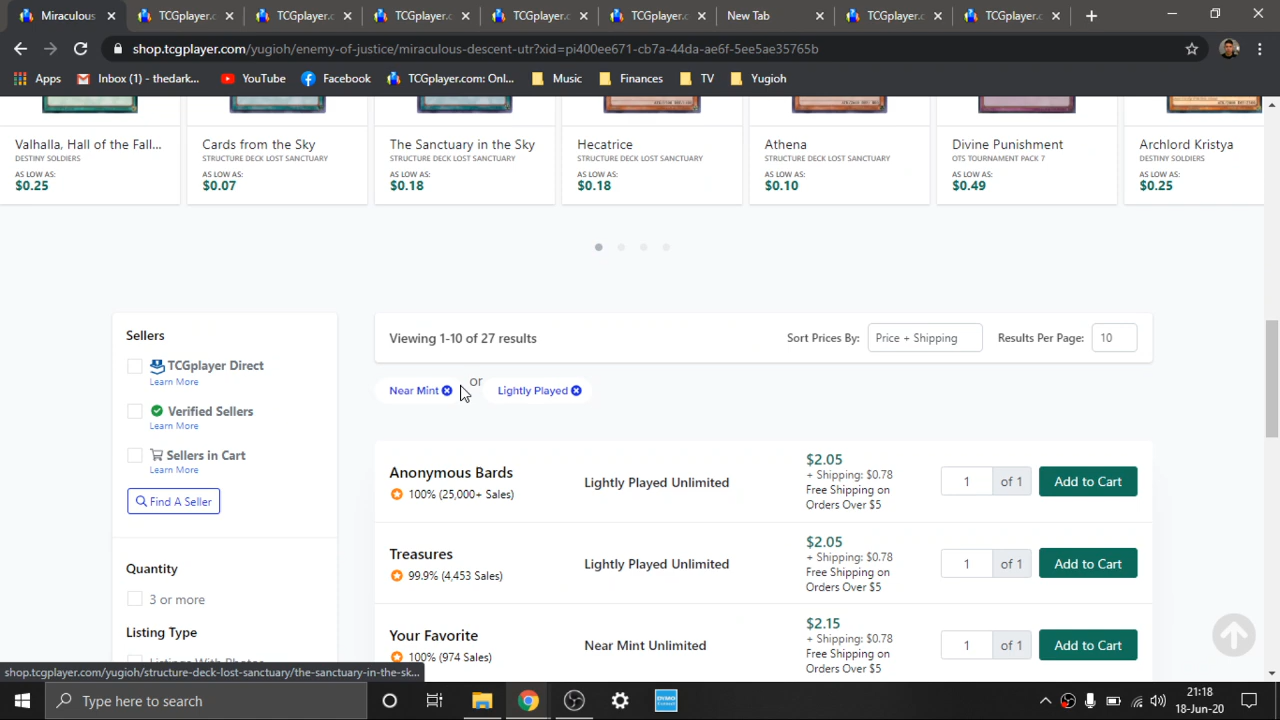 Miraculous
TCGplayer.c
TCGplayer.c
TCGplayer.c
TCGplayer.c
TCGplayer.c
New Tab
TCGplayer.c
TCGplayer.c
shop.tcgplayer.com/yugioh/enemy-of-justice/miraculous-descent-utr?xid=pi400ee671-cb7a-44da-ae6f-5ee5ae35765b
Apps
Inbox (1) - thedark...
YouTube
Facebook
TCGplayer.com: Onl...
Music
Finances
TV
Yugioh
Valhalla, Hall of the Fall...
DESTINY SOLDIERS
AS LOW AS:
$0.25
Cards from the Sky
STRUCTURE DECK LOST SANCTUARY
AS LOW AS:
$0.07
The Sanctuary in the Sky
STRUCTURE DECK LOST SANCTUARY
AS LOW AS:
$0.18
Hecatrice
STRUCTURE DECK LOST SANCTUARY
AS LOW AS:
$0.18
Athena
STRUCTURE DECK LOST SANCTUARY
AS LOW AS:
$0.10
Divine Punishment
OTS TOURNAMENT PACK 7
AS LOW AS:
$0.49
Archlord Kristya
DESTINY SOLDIERS
AS LOW AS:
$0.25
Sellers
TCGplayer Direct
Learn More
Verified Sellers
Learn More
Sellers in Cart
Learn More
Find A Seller
Quantity
3 or more
Listing Type
Listings With Photos
Viewing 1-10 of 27 results
Sort Prices By: Price + Shipping
Results Per Page: 10
Near Mint or Lightly Played
Anonymous Bards
100% (25,000+ Sales)
Lightly Played Unlimited
$2.05
+ Shipping: $0.78
Free Shipping on
Orders Over $5
1 of 1
Add to Cart
Treasures
99.9% (4,453 Sales)
Lightly Played Unlimited
$2.05
+ Shipping: $0.78
Free Shipping on
Orders Over $5
1 of 1
Add to Cart
Your Favorite
100% (974 Sales)
Near Mint Unlimited
$2.15
+ Shipping: $0.78
Free Shipping on
Orders Over $5
1 of 1
Add to Cart
shop.tcgplayer.com/yugioh/structure-deck-lost-sanctuary/the-sanctuary-in-the-sk...
Type here to search
DYMO
21:18
18-Jun-20